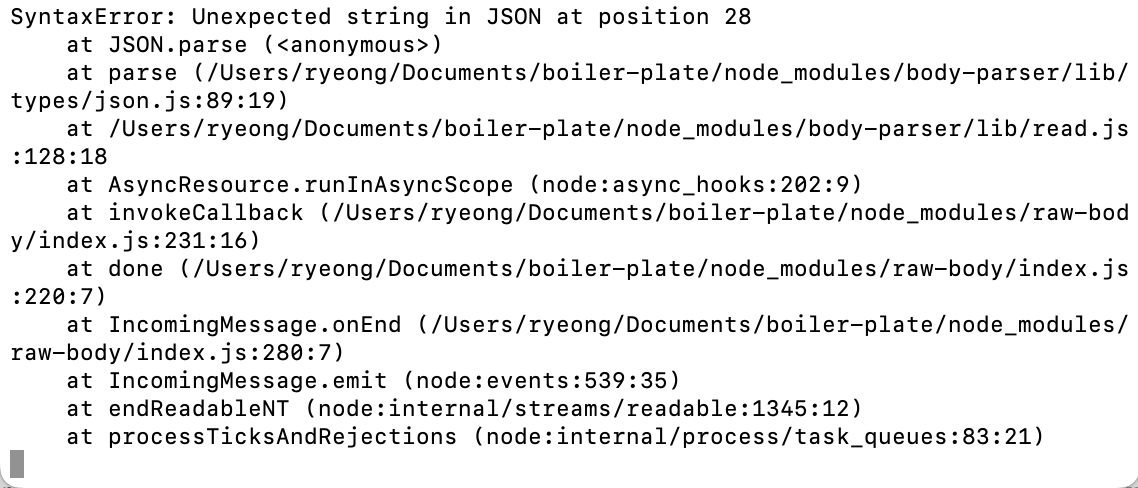 SyntaxError: Unexpected string in JSON at position 28
    at JSON.parse (<anonymous>)
    at parse (/Users/ryeong/Documents/boiler-plate/node_modules/body-parser/lib/
types/json.js:89:19)
    at /Users/ryeong/Documents/boiler-plate/node_modules/body-parser/lib/read.js
:128:18
    at AsyncResource.runInAsyncScope (node:async_hooks:202:9)
    at invokeCallback (/Users/ryeong/Documents/boiler-plate/node_modules/raw-bod
y/index.js:231:16)
    at done (/Users/ryeong/Documents/boiler-plate/node_modules/raw-body/index.js
:220:7)
    at IncomingMessage.onEnd (/Users/ryeong/Documents/boiler-plate/node_modules/
raw-body/index.js:280:7)
    at IncomingMessage.emit (node:events:539:35)
    at endReadableNT (node:internal/streams/readable:1345:12)
    at processTicksAndRejections (node:internal/process/task_queues:83:21)